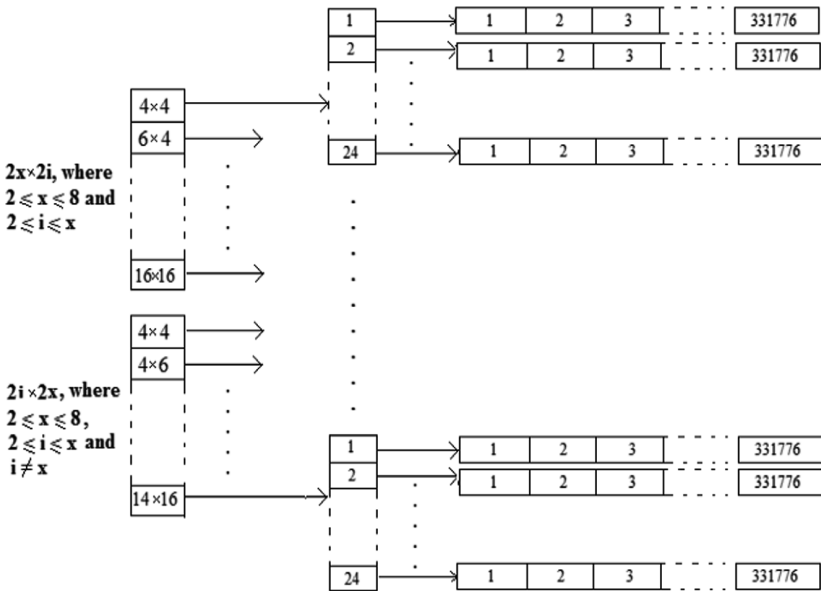 1 1 2 3 331776
2 1 2 3 331776
4×4
6×4
24 1 2 3 331776
2x×2i, where
2 ⩽ x ⩽ 8 and
2 ⩽ i ⩽ x
16×16
4×4
4×6
2i×2x, where
2 ⩽ x ⩽ 8,
2 ⩽ i ⩽ x and
i ≠ x
1 1 2 3 331776
2 1 2 3 331776
14×16
24 1 2 3 331776